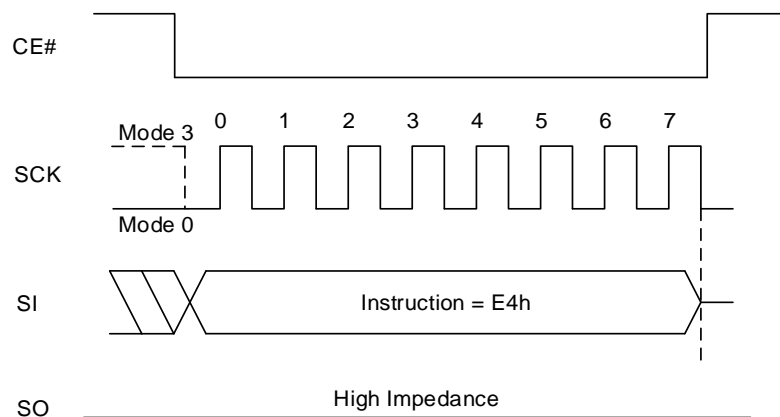 CE#
0 1 2 3 4 5 6 7
Mode 3
SCK
Mode 0
SI
Instruction = E4h
High Impedance
SO